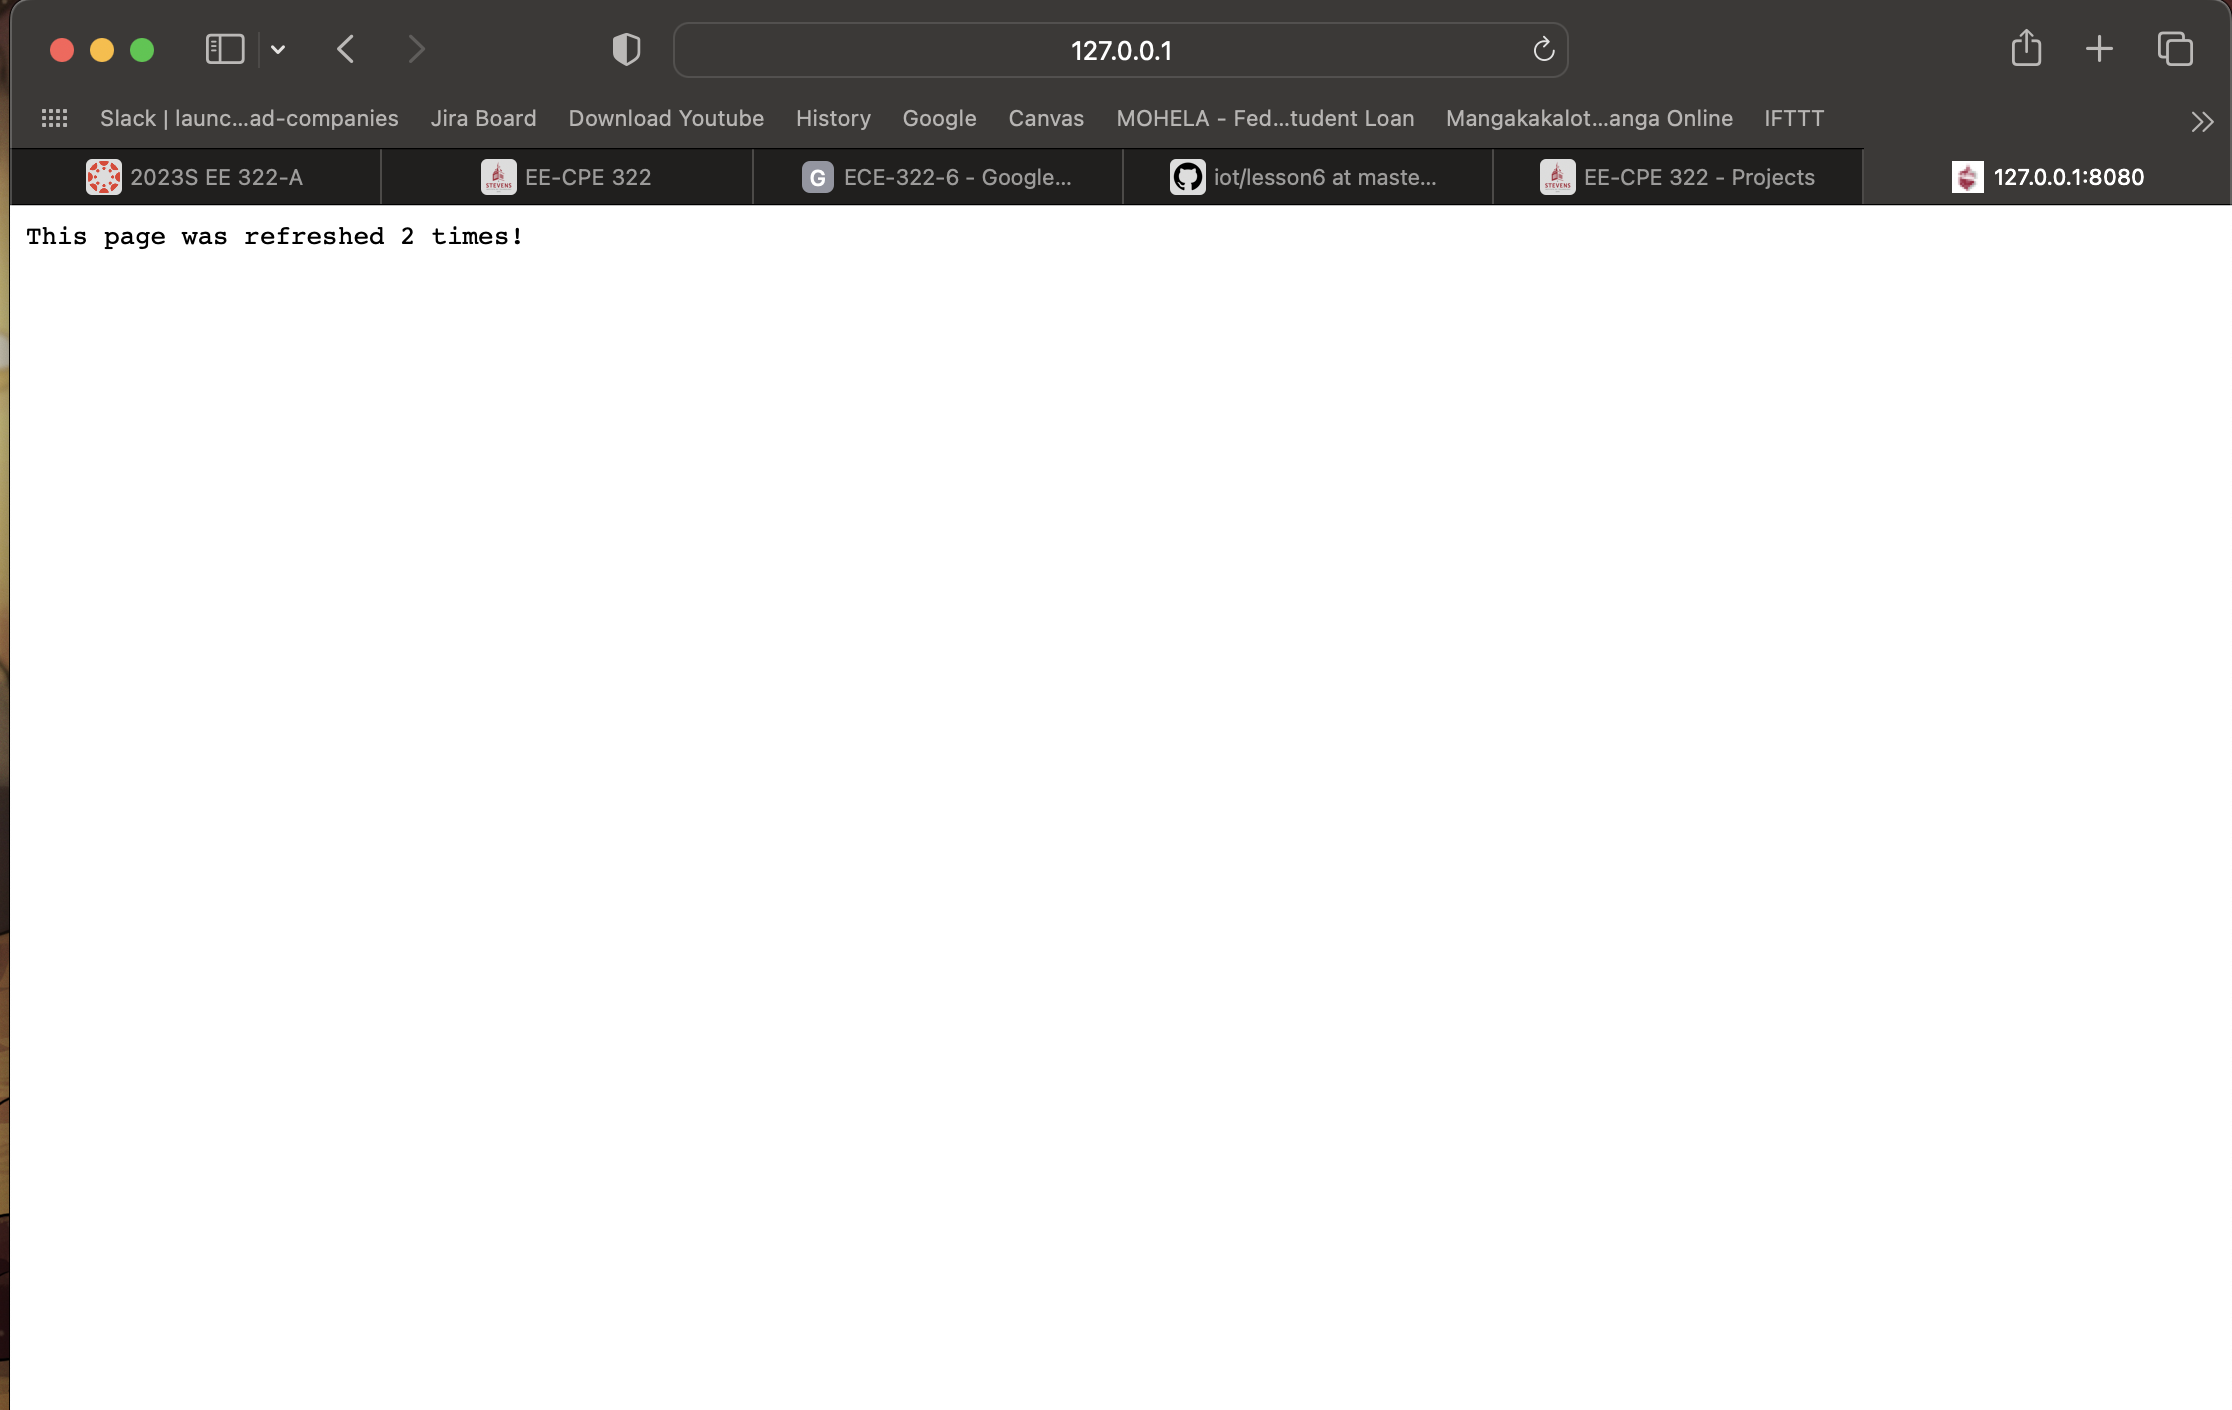 127.0.0.1
Slack | launc...ad-companies Jira Board Download Youtube History Google Canvas MOHELA - Fed...tudent Loan Mangakakalot...anga Online IFTTT
2023S EE 322-A STEVENS EE-CPE 322 G ECE-322-6 - Google... iot/lesson6 at maste... STEVENS EE-CPE 322 - Projects 127.0.0.1:8080
This page was refreshed 2 times!